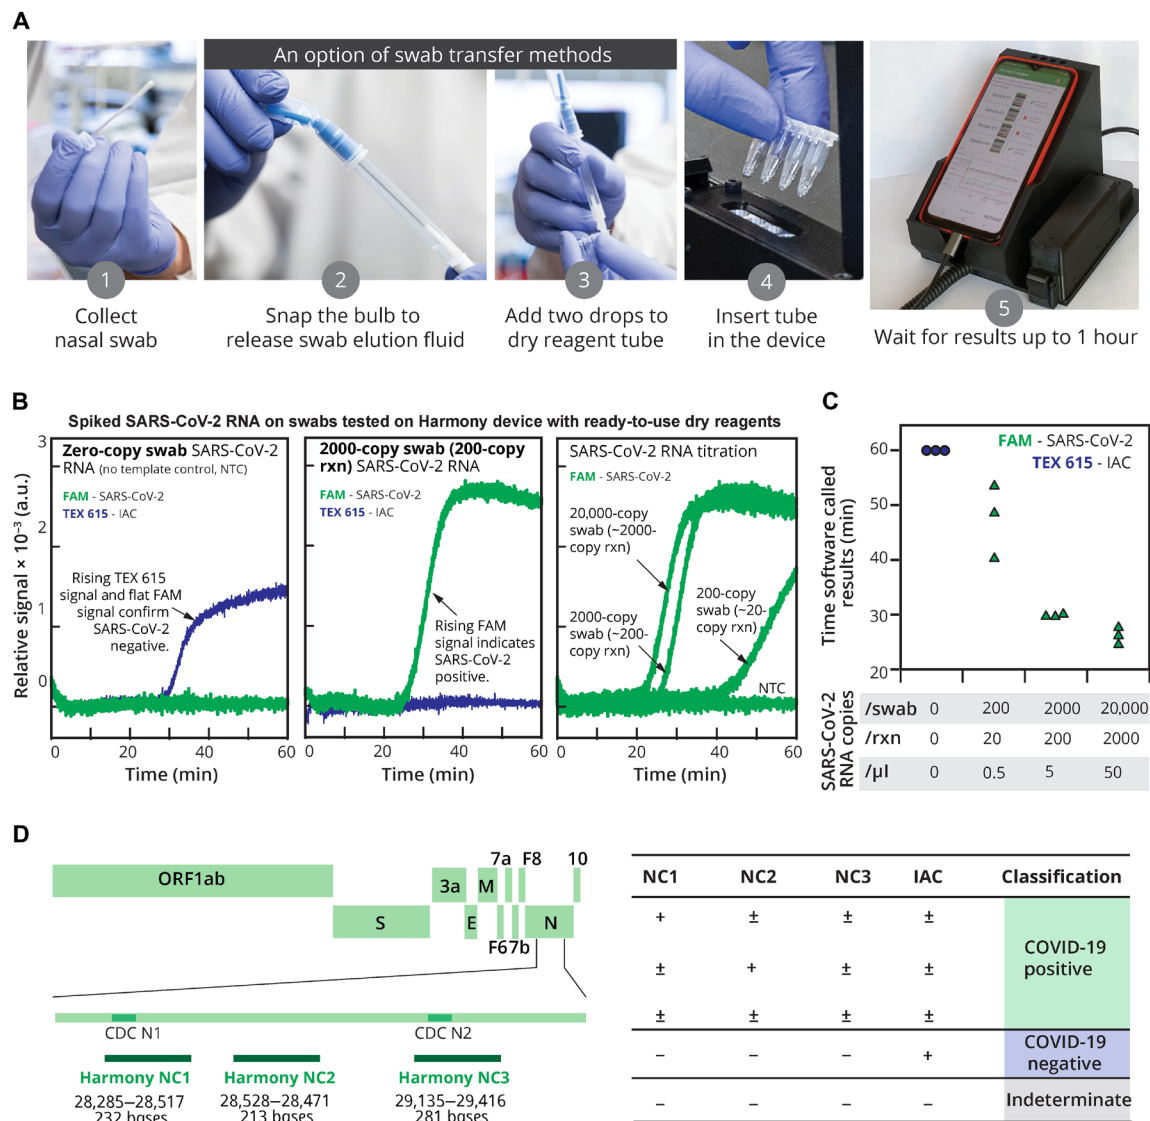 A
An option of swab transfer methods
1
Collect
nasal swab
2
Snap the bulb to
release swab elution fluid
3
Add two drops to
dry reagent tube
4
Insert tube
in the device
5
Wait for results up to 1 hour
B
Spiked SARS-CoV-2 RNA on swabs tested on Harmony device with ready-to-use dry reagents
Relative signal × 10⁻³ (a.u.)
3
2
1
0
Zero-copy swab SARS-CoV-2
RNA (no template control, NTC)
FAM - SARS-CoV-2
TEX 615 - IAC
Rising TEX 615
signal and flat FAM
signal confirm
SARS-CoV-2
negative.
0 20 40 60
Time (min)
2000-copy swab (200-copy
rxn) SARS-CoV-2 RNA
FAM - SARS-CoV-2
TEX 615 - IAC
Rising FAM
signal indicates
SARS-CoV-2
positive.
0 20 40 60
Time (min)
SARS-CoV-2 RNA titration
FAM - SARS-CoV-2
20,000-copy
swab (~2000-
copy rxn)
2000-copy
swab (~200-
copy rxn)
200-copy
swab (~20-
copy rxn)
NTC
0 20 40 60
Time (min)
C
Time software called
results (min)
60
50
40
30
20
FAM - SARS-CoV-2
TEX 615 - IAC
SARS-CoV-2
RNA copies
/swab 0 200 2000 20,000
/rxn 0 20 200 2000
/µl 0 0.5 5 50
D
ORF1ab
S
3a
E
M
7a
F6
7b
F8
N
10
CDC N1
CDC N2
Harmony NC1
28,285–28,517
232 bases
Harmony NC2
28,528–28,471
213 bases
Harmony NC3
29,135–29,416
281 bases
NC1 NC2 NC3 IAC Classification
+ ± ± ±
± + ± ±
± ± ± ±
COVID-19
positive
– – – +
COVID-19
negative
– – – –
Indeterminate